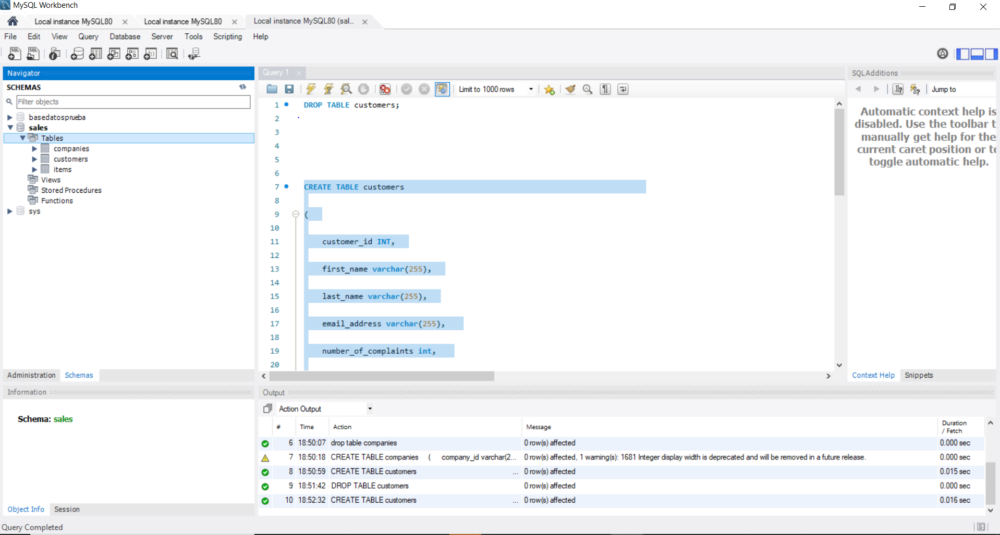 MySQL Workbench
Local instance MySQL80
Local instance MySQL80
Local instance MySQL80 (sal...
File Edit View Query Database Server Tools Scripting Help
Navigator
SCHEMAS
Filter objects
basedatosprueba
sales
Tables
companies
customers
items
Views
Stored Procedures
Functions
sys
Administration Schemas
Information
Schema: sales
Object Info Session
Query Completed
Query 1
Limit to 1000 rows
1 DROP TABLE customers;
2
3
4
5
6
7 CREATE TABLE customers
8
9 (
10
11 customer_id INT,
12
13 first_name varchar(255),
14
15 last_name varchar(255),
16
17 email_address varchar(255),
18
19 number_of_complaints int,
20
SQLAdditions
Jump to
Automatic context help is
disabled. Use the toolbar t
manually get help for the
current caret position or to
toggle automatic help.
Context Help Snippets
Output
Action Output
# Time Action Message Duration / Fetch
6 18:50:07 drop table companies 0 row(s) affected 0.000 sec
7 18:50:18 CREATE TABLE companies ( company_id varchar(2... 0 row(s) affected, 1 warning(s): 1681 Integer display width is deprecated and will be removed in a future release. 0.000 sec
8 18:50:59 CREATE TABLE customers ... 0 row(s) affected 0.015 sec
9 18:51:42 DROP TABLE customers 0 row(s) affected 0.000 sec
10 18:52:32 CREATE TABLE customers ... 0 row(s) affected 0.016 sec